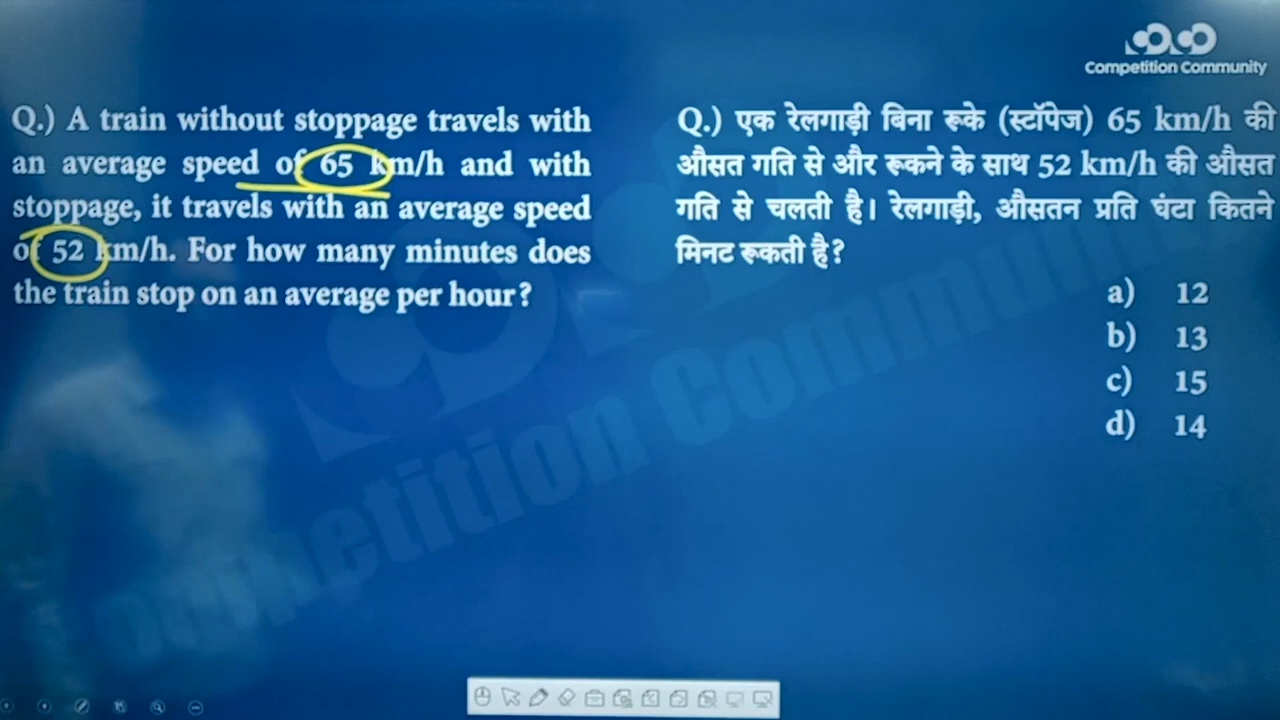 Competition Community
Q.) A train without stoppage travels with
an average speed of 65 km/h and with
stoppage, it travels with an average speed
of 52 km/h. For how many minutes does
the train stop on an average per hour?
Q.) एक रेलगाड़ी बिना रूके (स्टॉपेज) 65 km/h की
औसत गति से और रूकने के साथ 52 km/h की औसत
गति से चलती है। रेलगाड़ी, औसतन प्रति घंटा कितने
मिनट रूकती है?
a) 12
b) 13
c) 15
d) 14
Competition Community